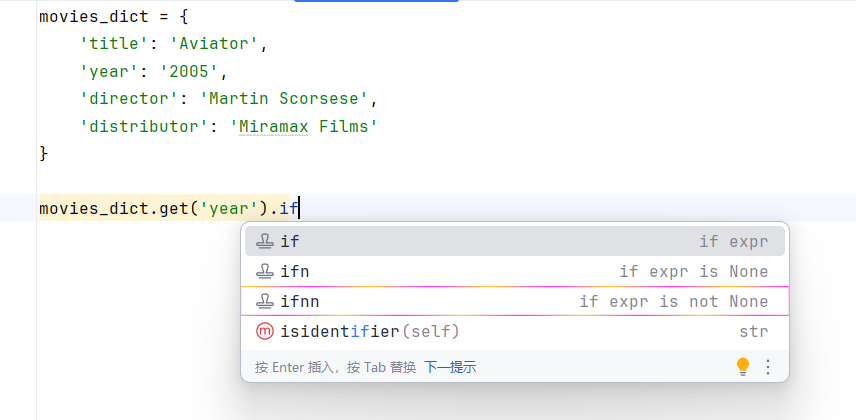 movies_dict = {
    'title': 'Aviator',
    'year': '2005',
    'director': 'Martin Scorsese',
    'distributor': 'Miramax Films'
}
movies_dict.get('year').if
if if expr
ifn if expr is None
ifnn if expr is not None
m isidentifier(self) str
按 Enter 插入，按 Tab 替换 下一提示